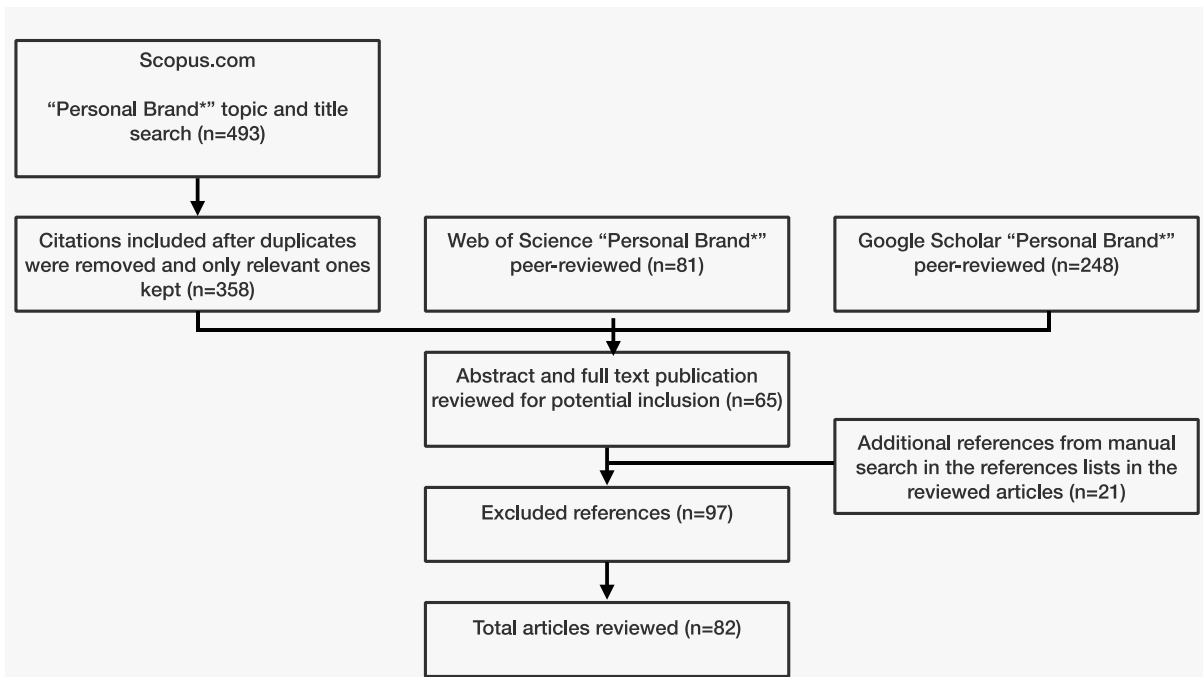 Scopus.com
“Personal Brand*” topic and title
search (n=493)
Citations included after duplicates
were removed and only relevant ones
kept (n=358)
Web of Science “Personal Brand*”
peer-reviewed (n=81)
Google Scholar “Personal Brand*”
peer-reviewed (n=248)
Abstract and full text publication
reviewed for potential inclusion (n=65)
Additional references from manual
search in the references lists in the
reviewed articles (n=21)
Excluded references (n=97)
Total articles reviewed (n=82)